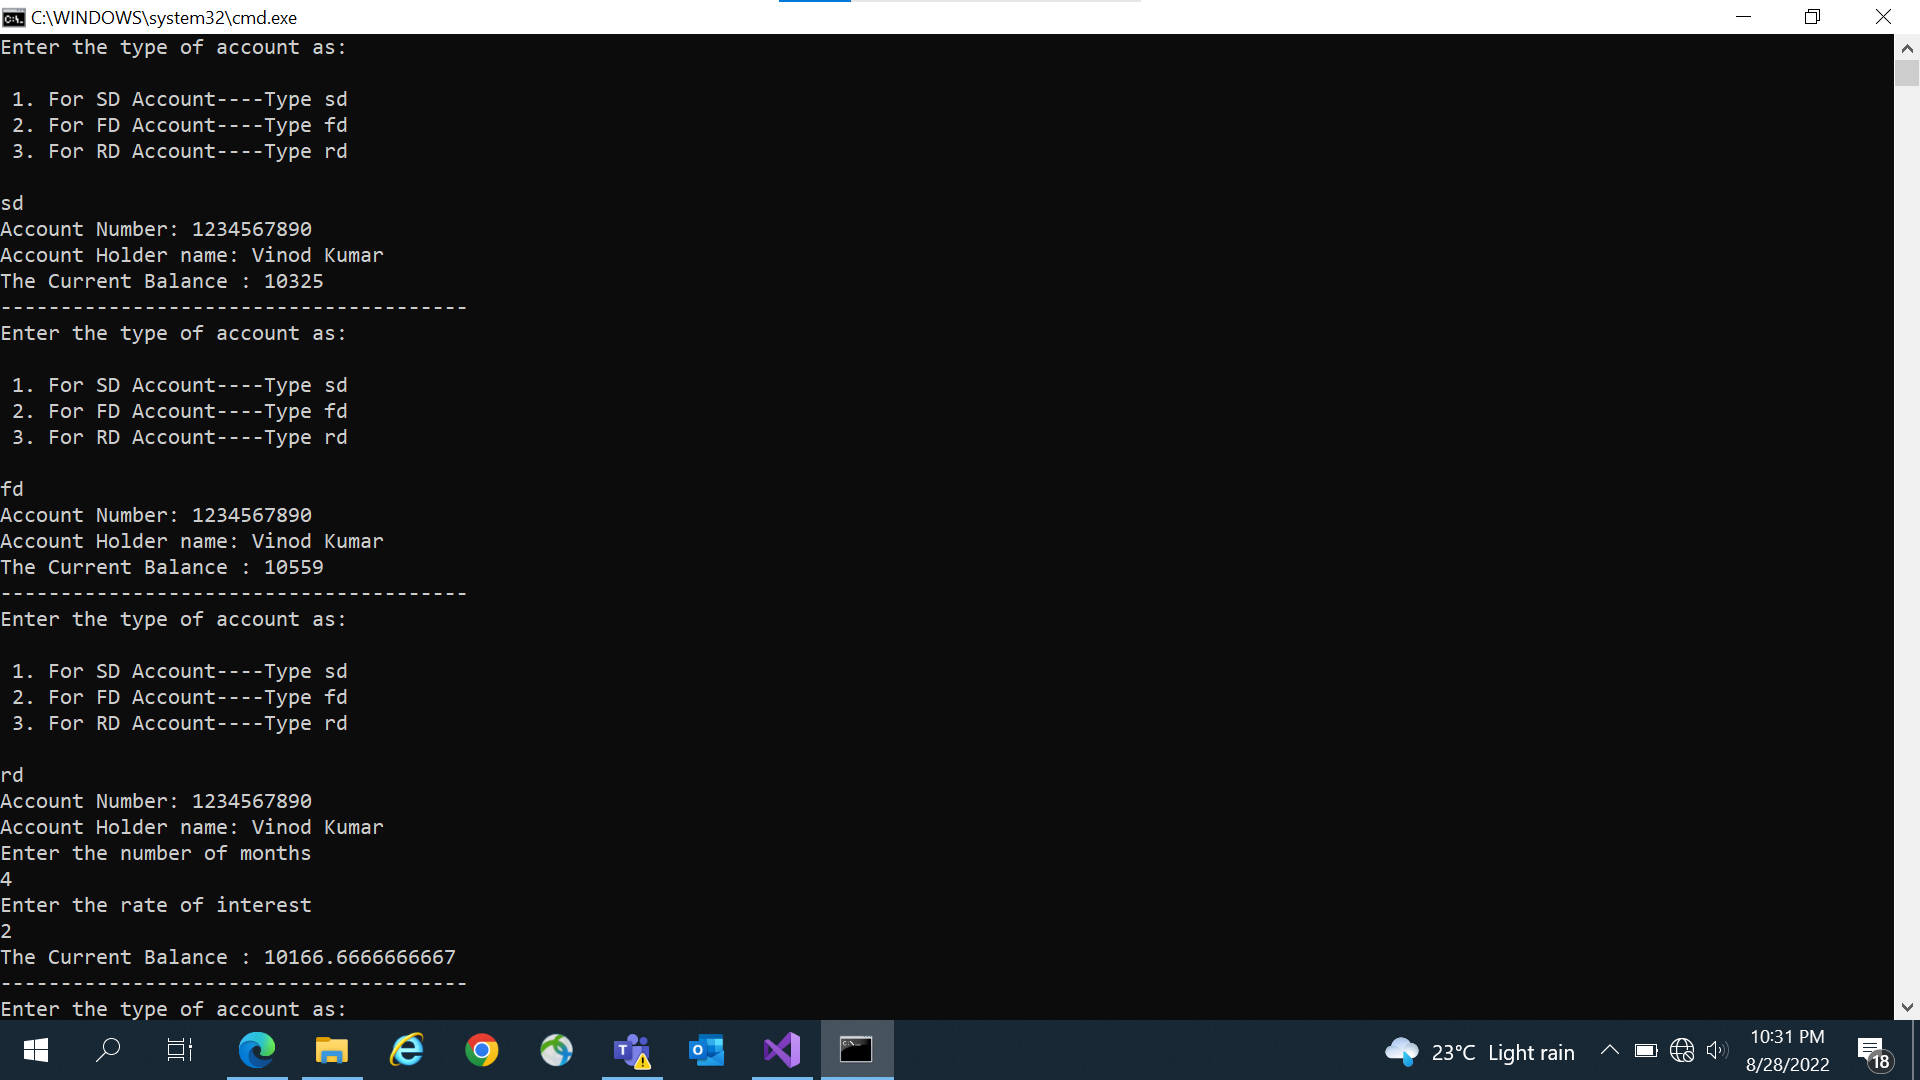 C:\WINDOWS\system32\cmd.exe
Enter the type of account as:
1. For SD Account----Type sd
2. For FD Account----Type fd
3. For RD Account----Type rd
sd
Account Number: 1234567890
Account Holder name: Vinod Kumar
The Current Balance : 10325
---------------------------------------
Enter the type of account as:
1. For SD Account----Type sd
2. For FD Account----Type fd
3. For RD Account----Type rd
fd
Account Number: 1234567890
Account Holder name: Vinod Kumar
The Current Balance : 10559
---------------------------------------
Enter the type of account as:
1. For SD Account----Type sd
2. For FD Account----Type fd
3. For RD Account----Type rd
rd
Account Number: 1234567890
Account Holder name: Vinod Kumar
Enter the number of months
4
Enter the rate of interest
2
The Current Balance : 10166.6666666667
---------------------------------------
Enter the type of account as:
23°C Light rain
10:31 PM
8/28/2022
18